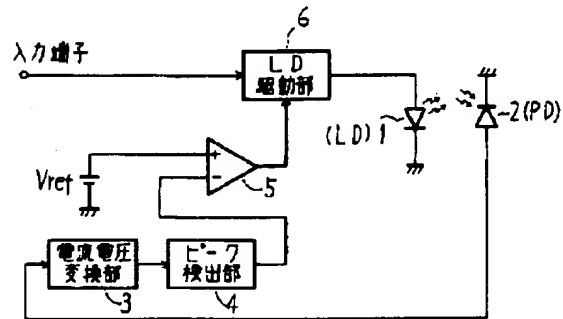 6
入力端子
LD
駆動部
(LD)1
2(PD)
+
-
5
Vref
電流電圧
変換部
ピーク
検出部
3
4